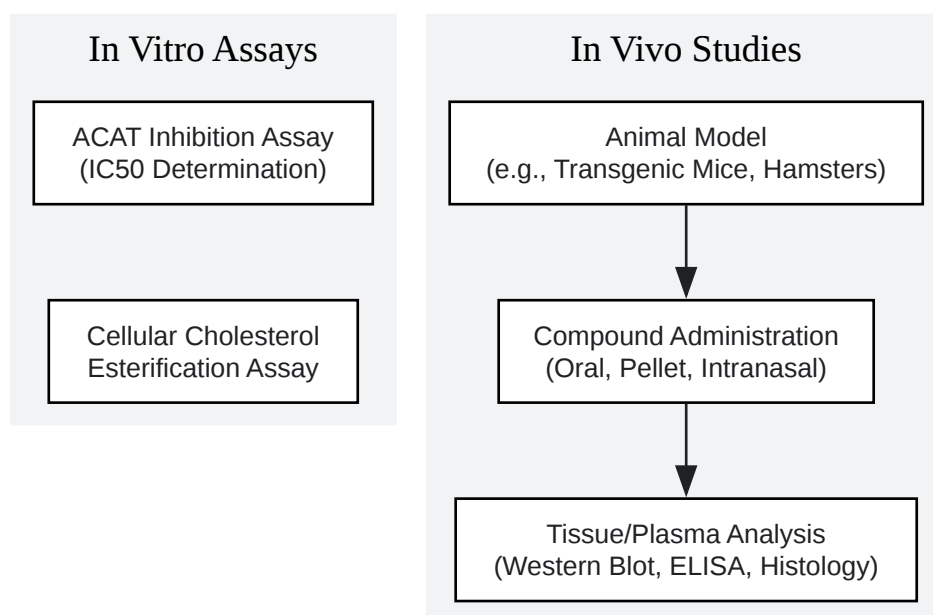 In Vitro Assays
ACAT Inhibition Assay
(IC50 Determination)
Cellular Cholesterol
Esterification Assay
In Vivo Studies
Animal Model
(e.g., Transgenic Mice, Hamsters)
Compound Administration
(Oral, Pellet, Intranasal)
Tissue/Plasma Analysis
(Western Blot, ELISA, Histology)